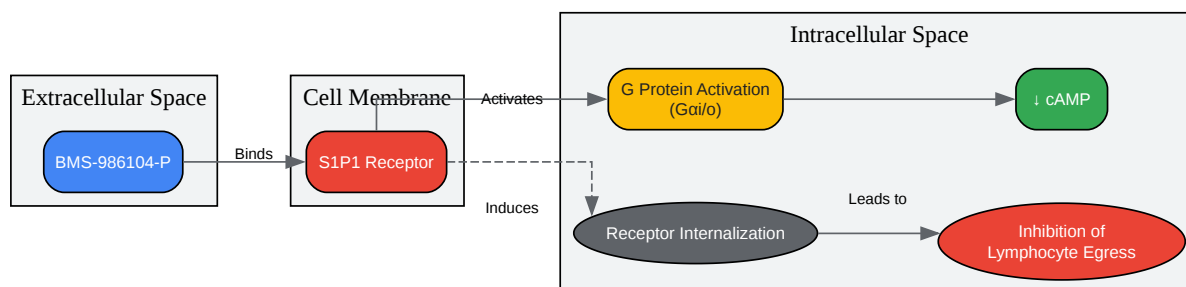 Intracellular Space
Extracellular Space
Cell Membrane
Activates
G Protein Activation
(Gαi/o)
↓ cAMP
BMS-986104-P
Binds
S1P1 Receptor
Induces
Receptor Internalization
Leads to
Inhibition of
Lymphocyte Egress